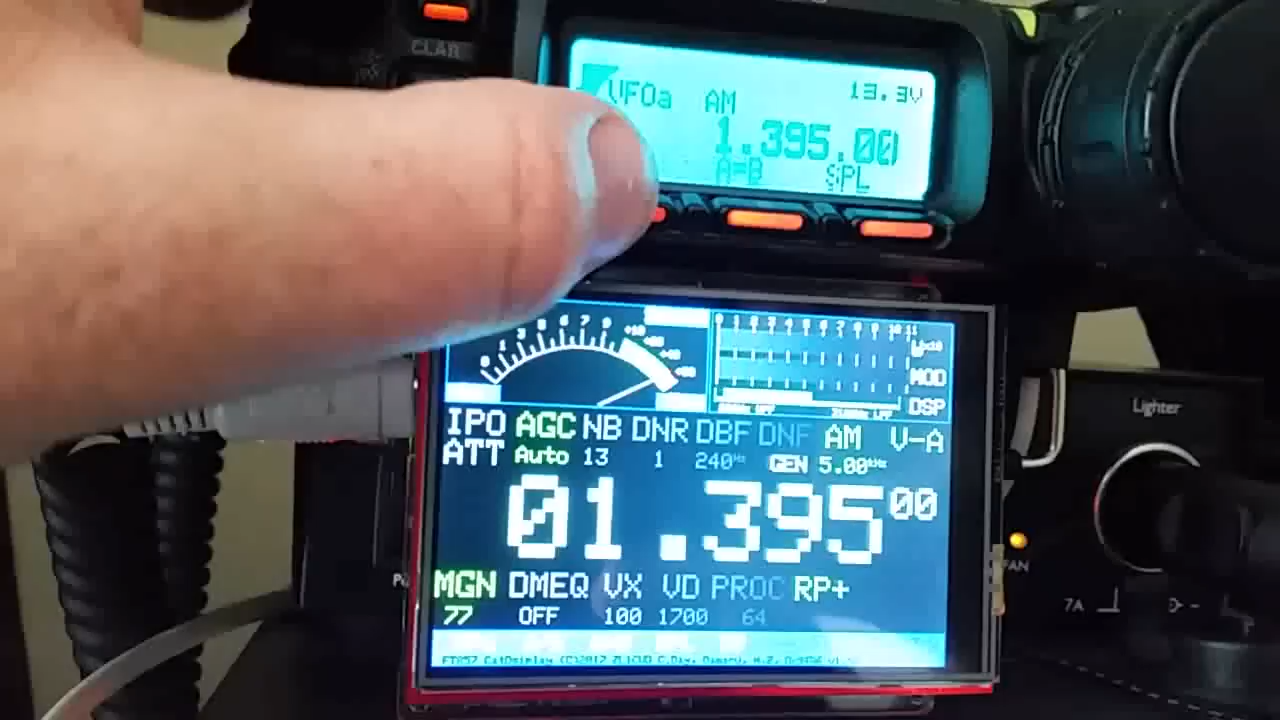 CLAR
VFOa AM 13.3V
1.395.00
A=B SPL
MOD
DSP
IPO AGC NB DNR DBF DNF AM V-A
ATT Auto 13 1 240Hz GEN 5.00kHz
01.39500
MGN DMEQ VX VD PROC RP+
77 OFF 100 1700 64
Lighter
FAN
7A